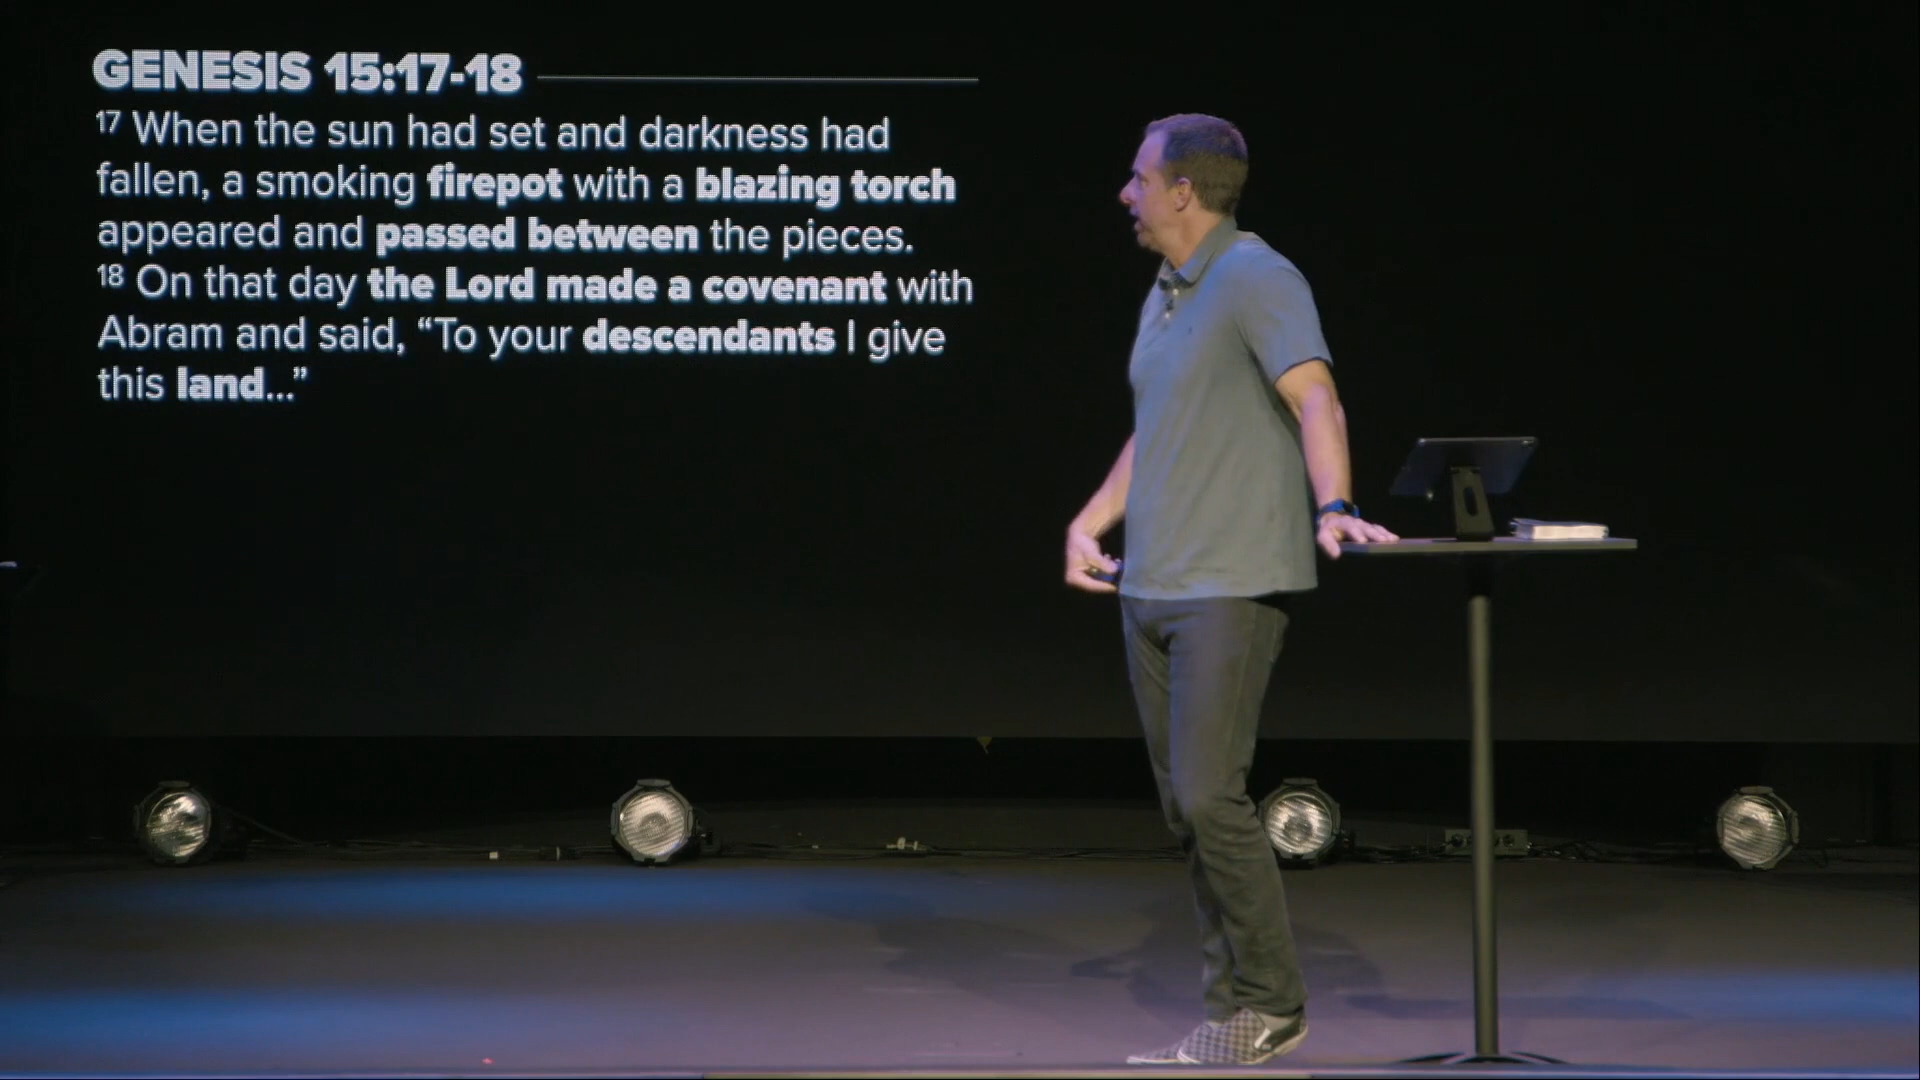 GENESIS 15:17-18
17 When the sun had set and darkness had
fallen, a smoking firepot with a blazing torch
appeared and passed between the pieces.
18 On that day the Lord made a covenant with
Abram and said, “To your descendants I give
this land...”